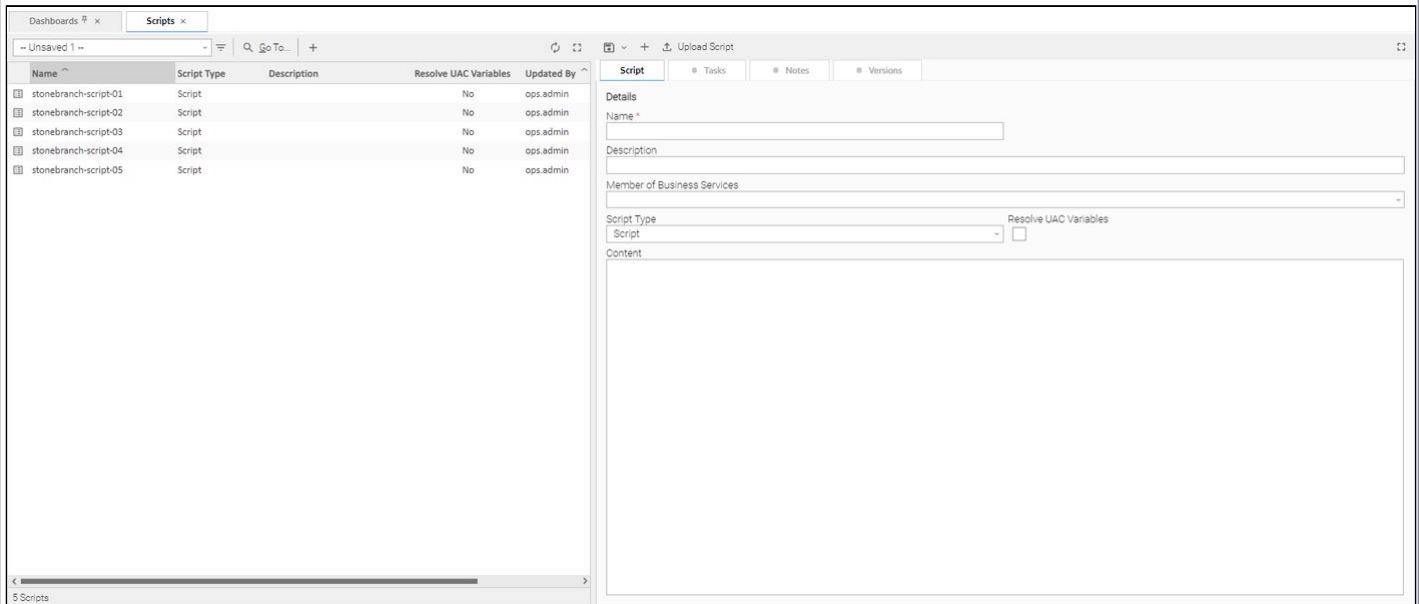 Dashboards
Scripts
-- Unsaved 1 --
Go To...
Name
Script Type
Description
Resolve UAC Variables
Updated By
stonebranch-script-01
Script
No
ops.admin
stonebranch-script-02
Script
No
ops.admin
stonebranch-script-03
Script
No
ops.admin
stonebranch-script-04
Script
No
ops.admin
stonebranch-script-05
Script
No
ops.admin
5 Scripts
Upload Script
Script
Tasks
Notes
Versions
Details
Name *
Description
Member of Business Services
Script Type
Resolve UAC Variables
Script
Content